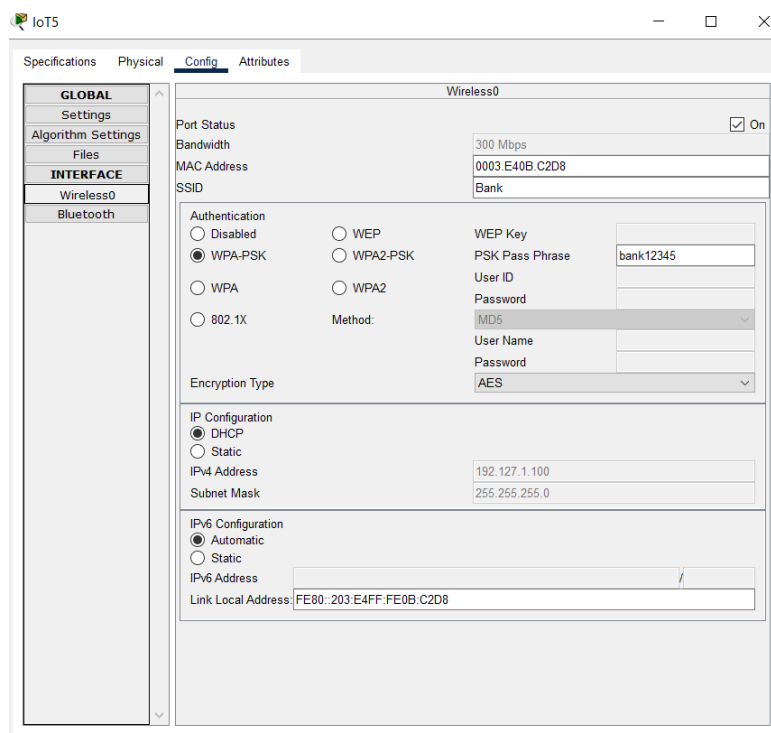 IoT5
Specifications Physical Config Attributes
GLOBAL
Settings
Algorithm Settings
Files
INTERFACE
Wireless0
Bluetooth
Wireless0
Port Status On
Bandwidth 300 Mbps
MAC Address 0003.E40B.C2D8
SSID Bank
Authentication
Disabled WEP WEP Key
WPA-PSK WPA2-PSK PSK Pass Phrase bank12345
User ID
WPA WPA2
Password
802.1X Method: MD5
User Name
Password
Encryption Type AES
IP Configuration
DHCP
Static
IPv4 Address 192.127.1.100
Subnet Mask 255.255.255.0
IPv6 Configuration
Automatic
Static
IPv6 Address /
Link Local Address: FE80::203:E4FF:FE0B:C2D8